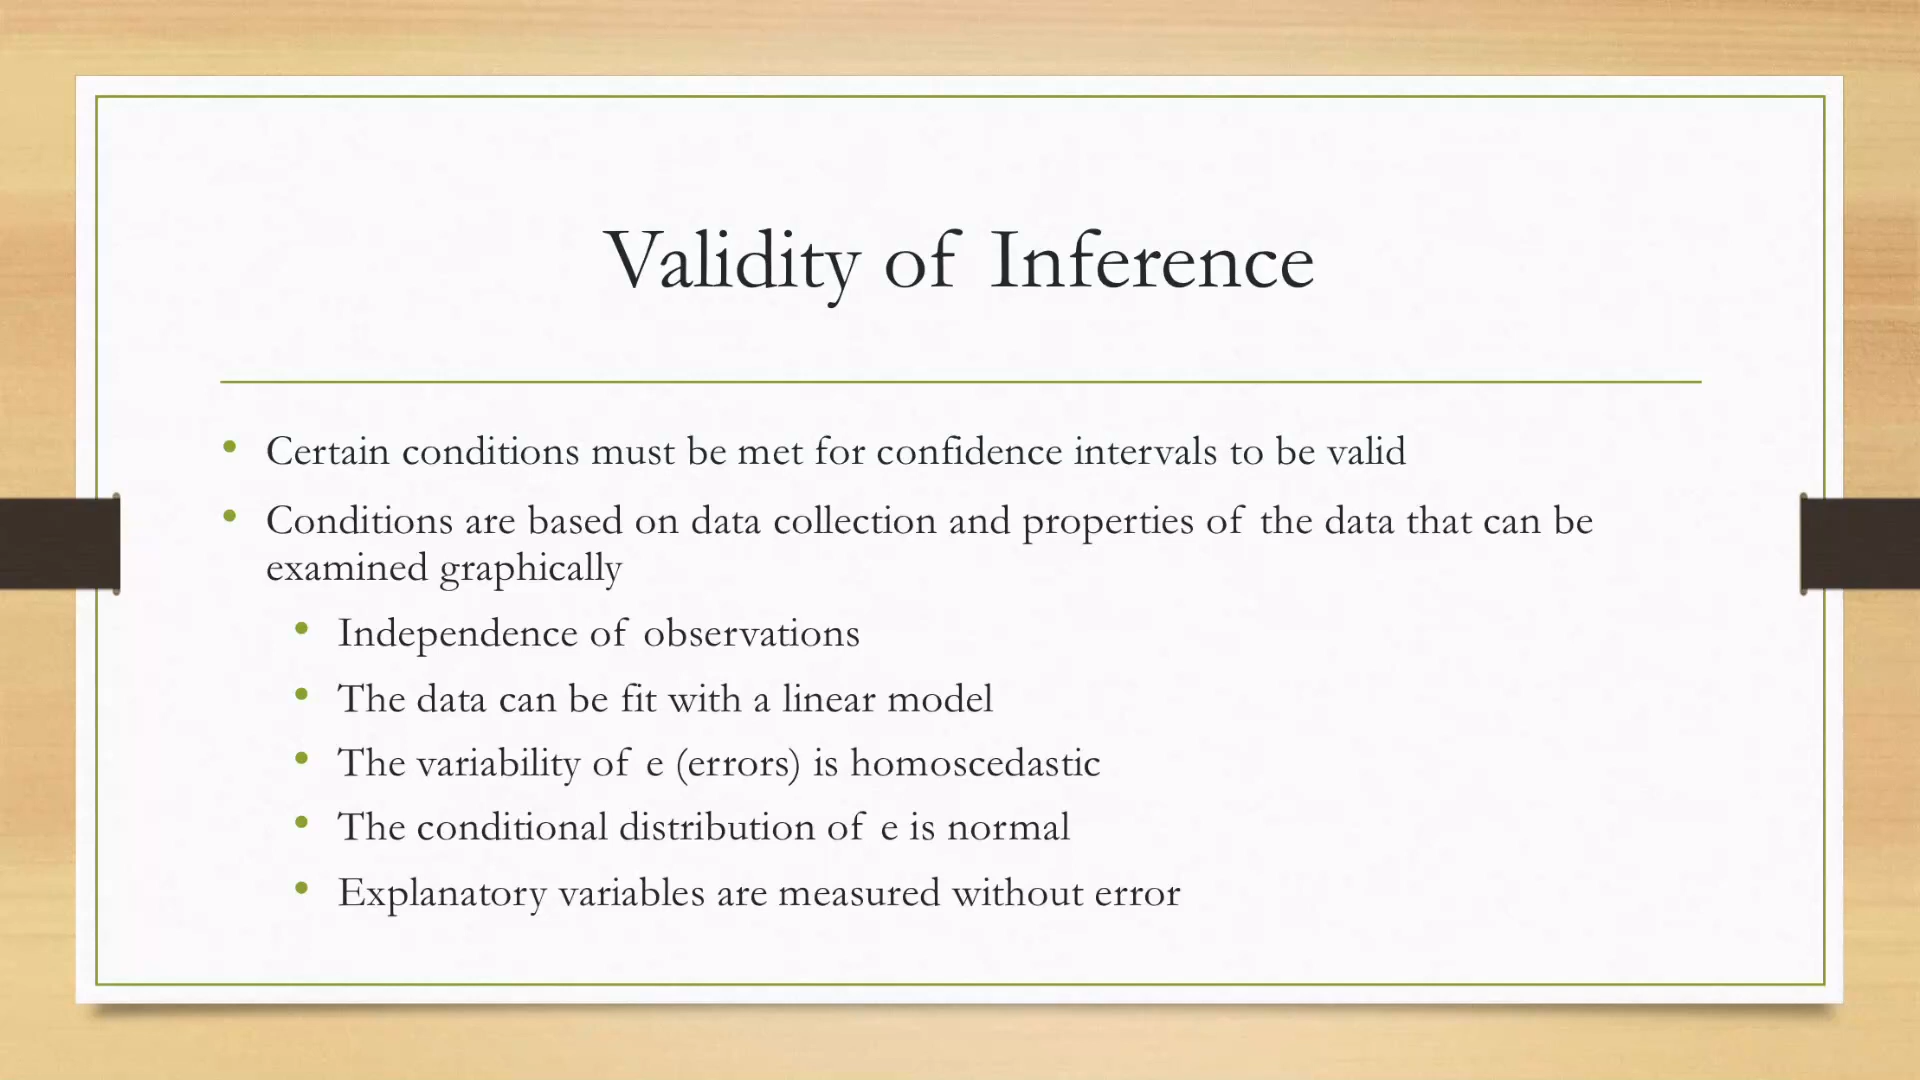 Validity of Inference
• Certain conditions must be met for confidence intervals to be valid
• Conditions are based on data collection and properties of the data that can be
examined graphically
• Independence of observations
• The data can be fit with a linear model
• The variability of e (errors) is homoscedastic
• The conditional distribution of e is normal
• Explanatory variables are measured without error